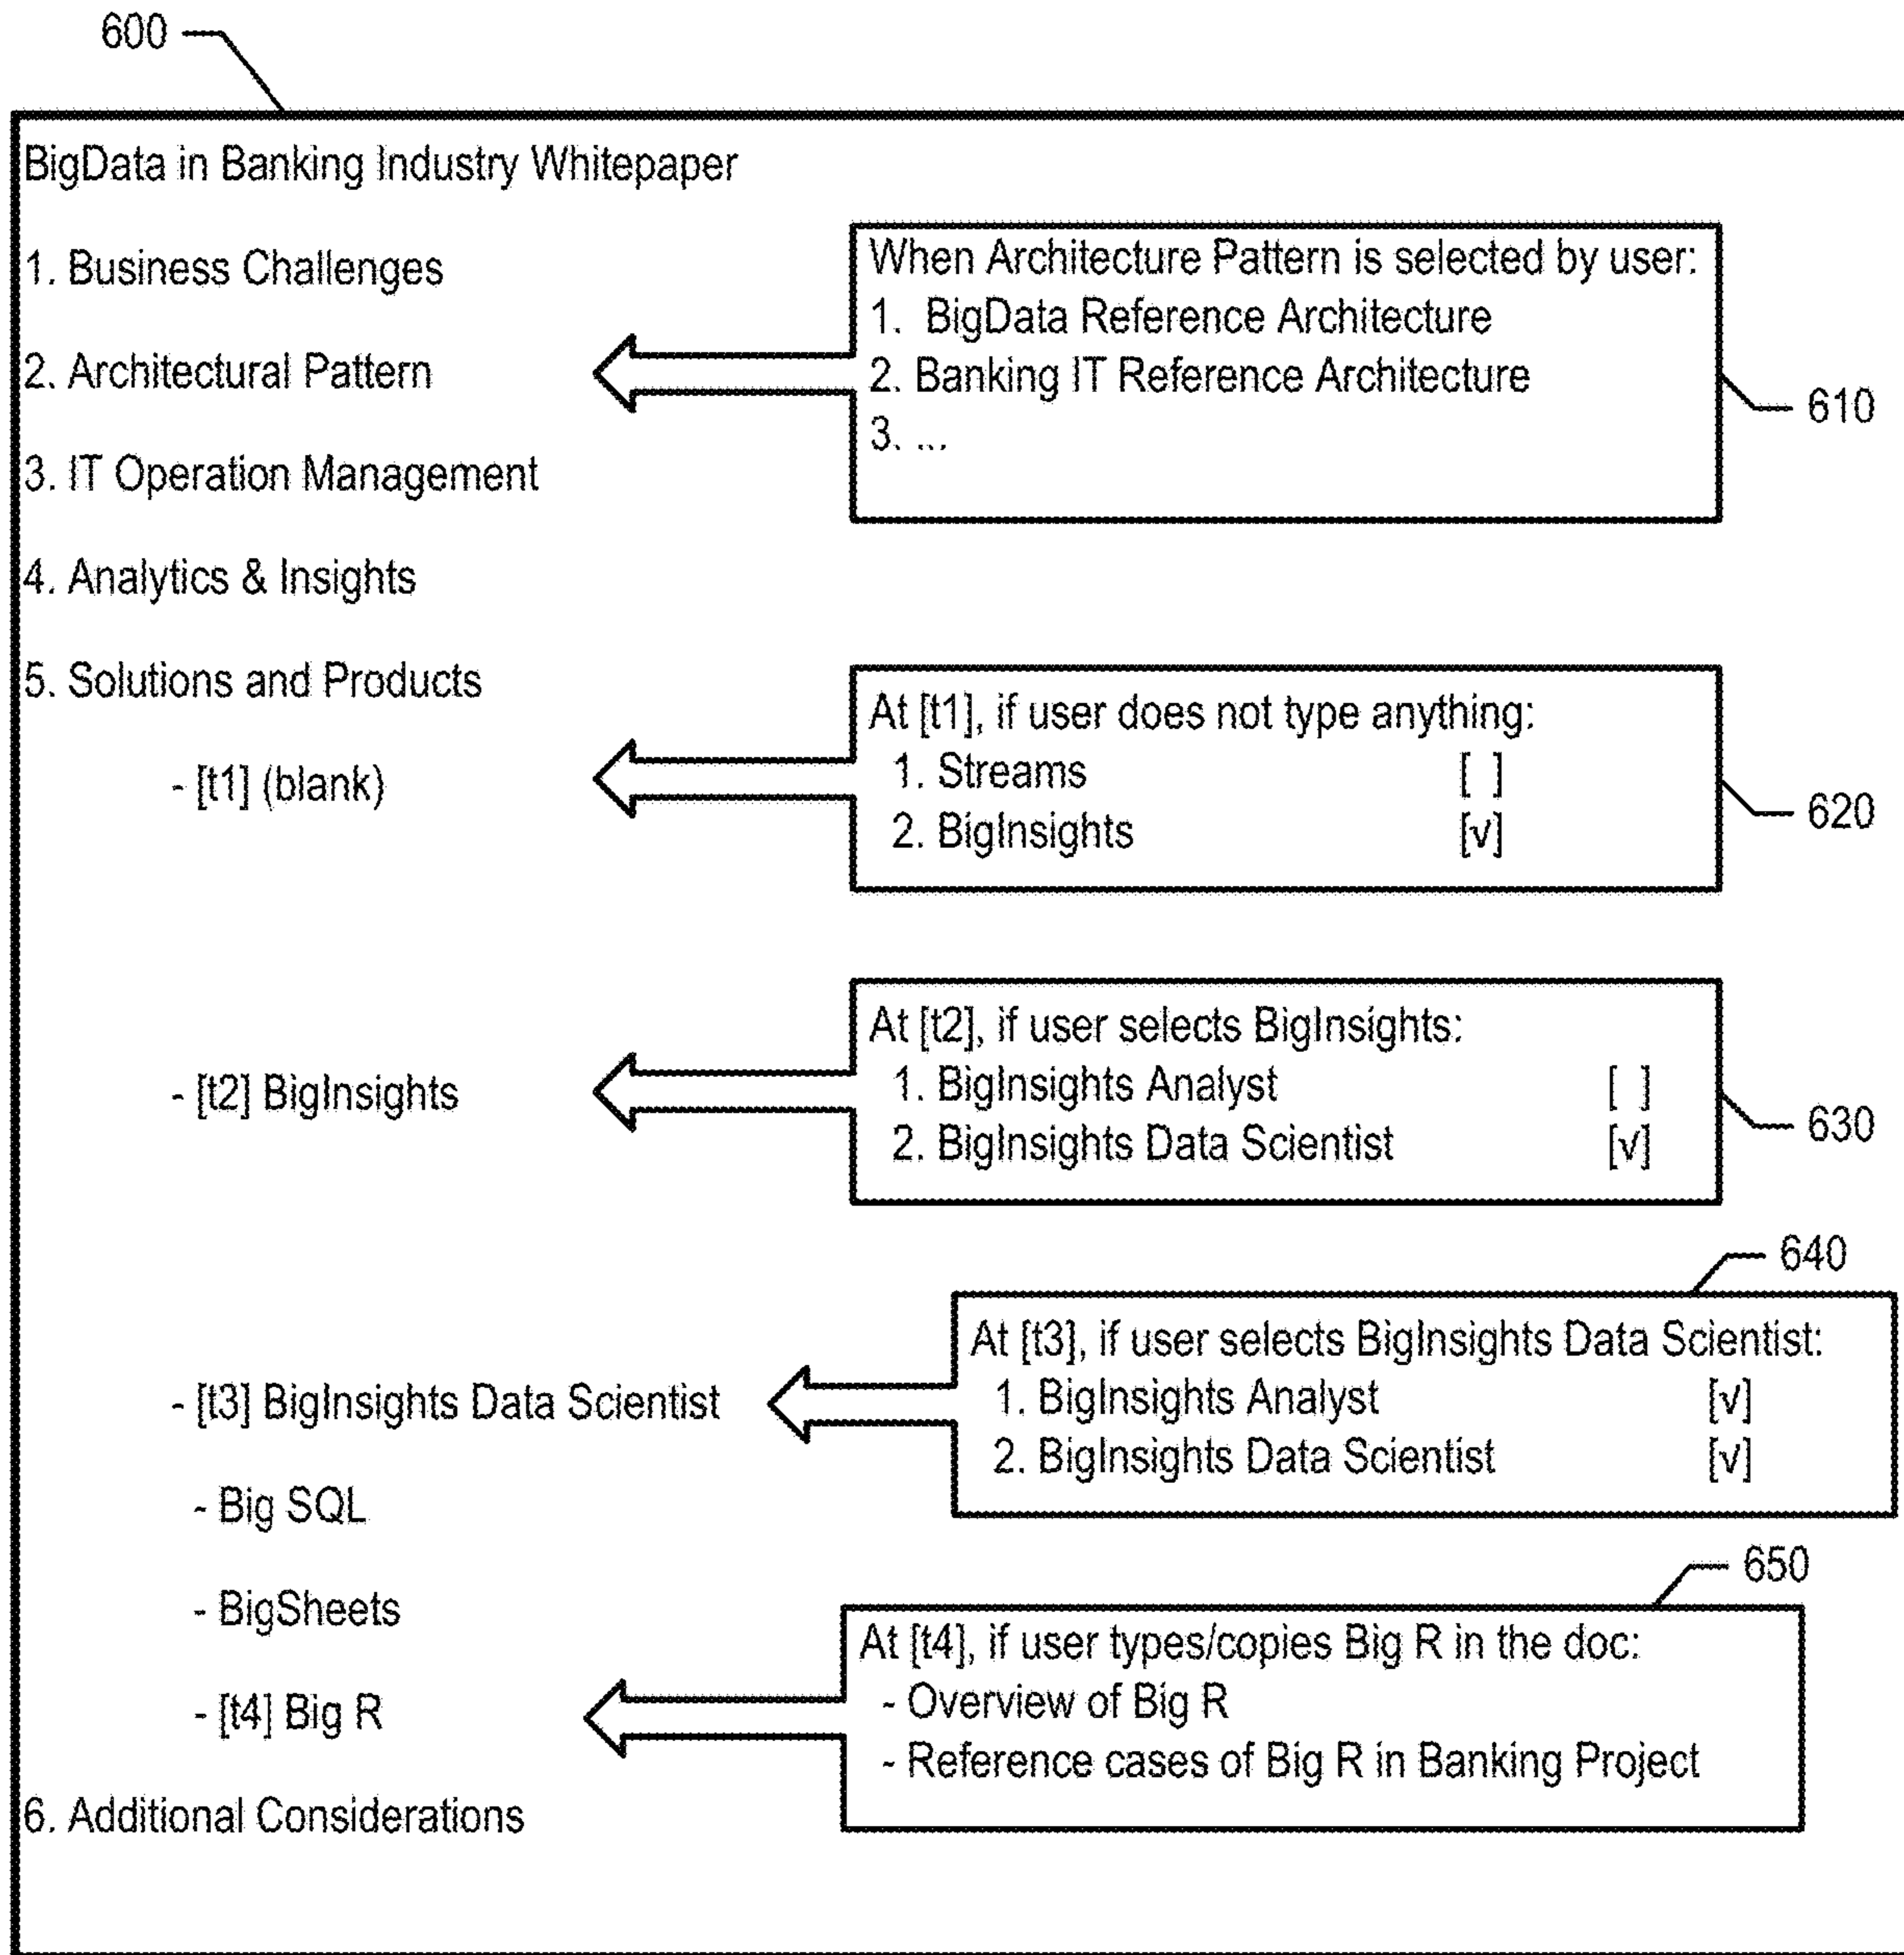 600
BigData in Banking Industry Whitepaper
1. Business Challenges
When Architecture Pattern is selected by user:
1. BigData Reference Architecture
2. Banking IT Reference Architecture
3. ...
610
2. Architectural Pattern
3. IT Operation Management
4. Analytics & Insights
5. Solutions and Products
At [t1], if user does not type anything:
1. Streams [ ]
2. BigInsights [√]
620
- [t1] (blank)
At [t2], if user selects BigInsights:
1. BigInsights Analyst [ ]
2. BigInsights Data Scientist [√]
630
- [t2] BigInsights
640
At [t3], if user selects BigInsights Data Scientist:
1. BigInsights Analyst [√]
2. BigInsights Data Scientist [√]
- [t3] BigInsights Data Scientist
- Big SQL
- BigSheets
650
At [t4], if user types/copies Big R in the doc:
- Overview of Big R
- Reference cases of Big R in Banking Project
- [t4] Big R
6. Additional Considerations